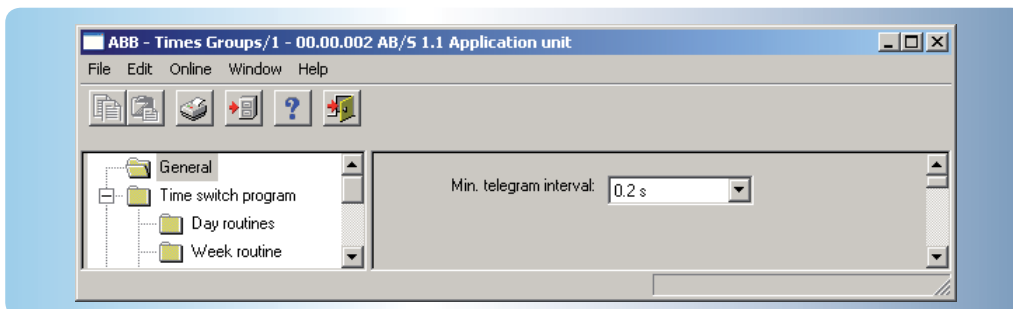 ABB - Times Groups/1 - 00.00.002 AB/S 1.1 Application unit
File Edit Online Window Help
General
Time switch program
Day routines
Week routine
Min. telegram interval: 0.2 s